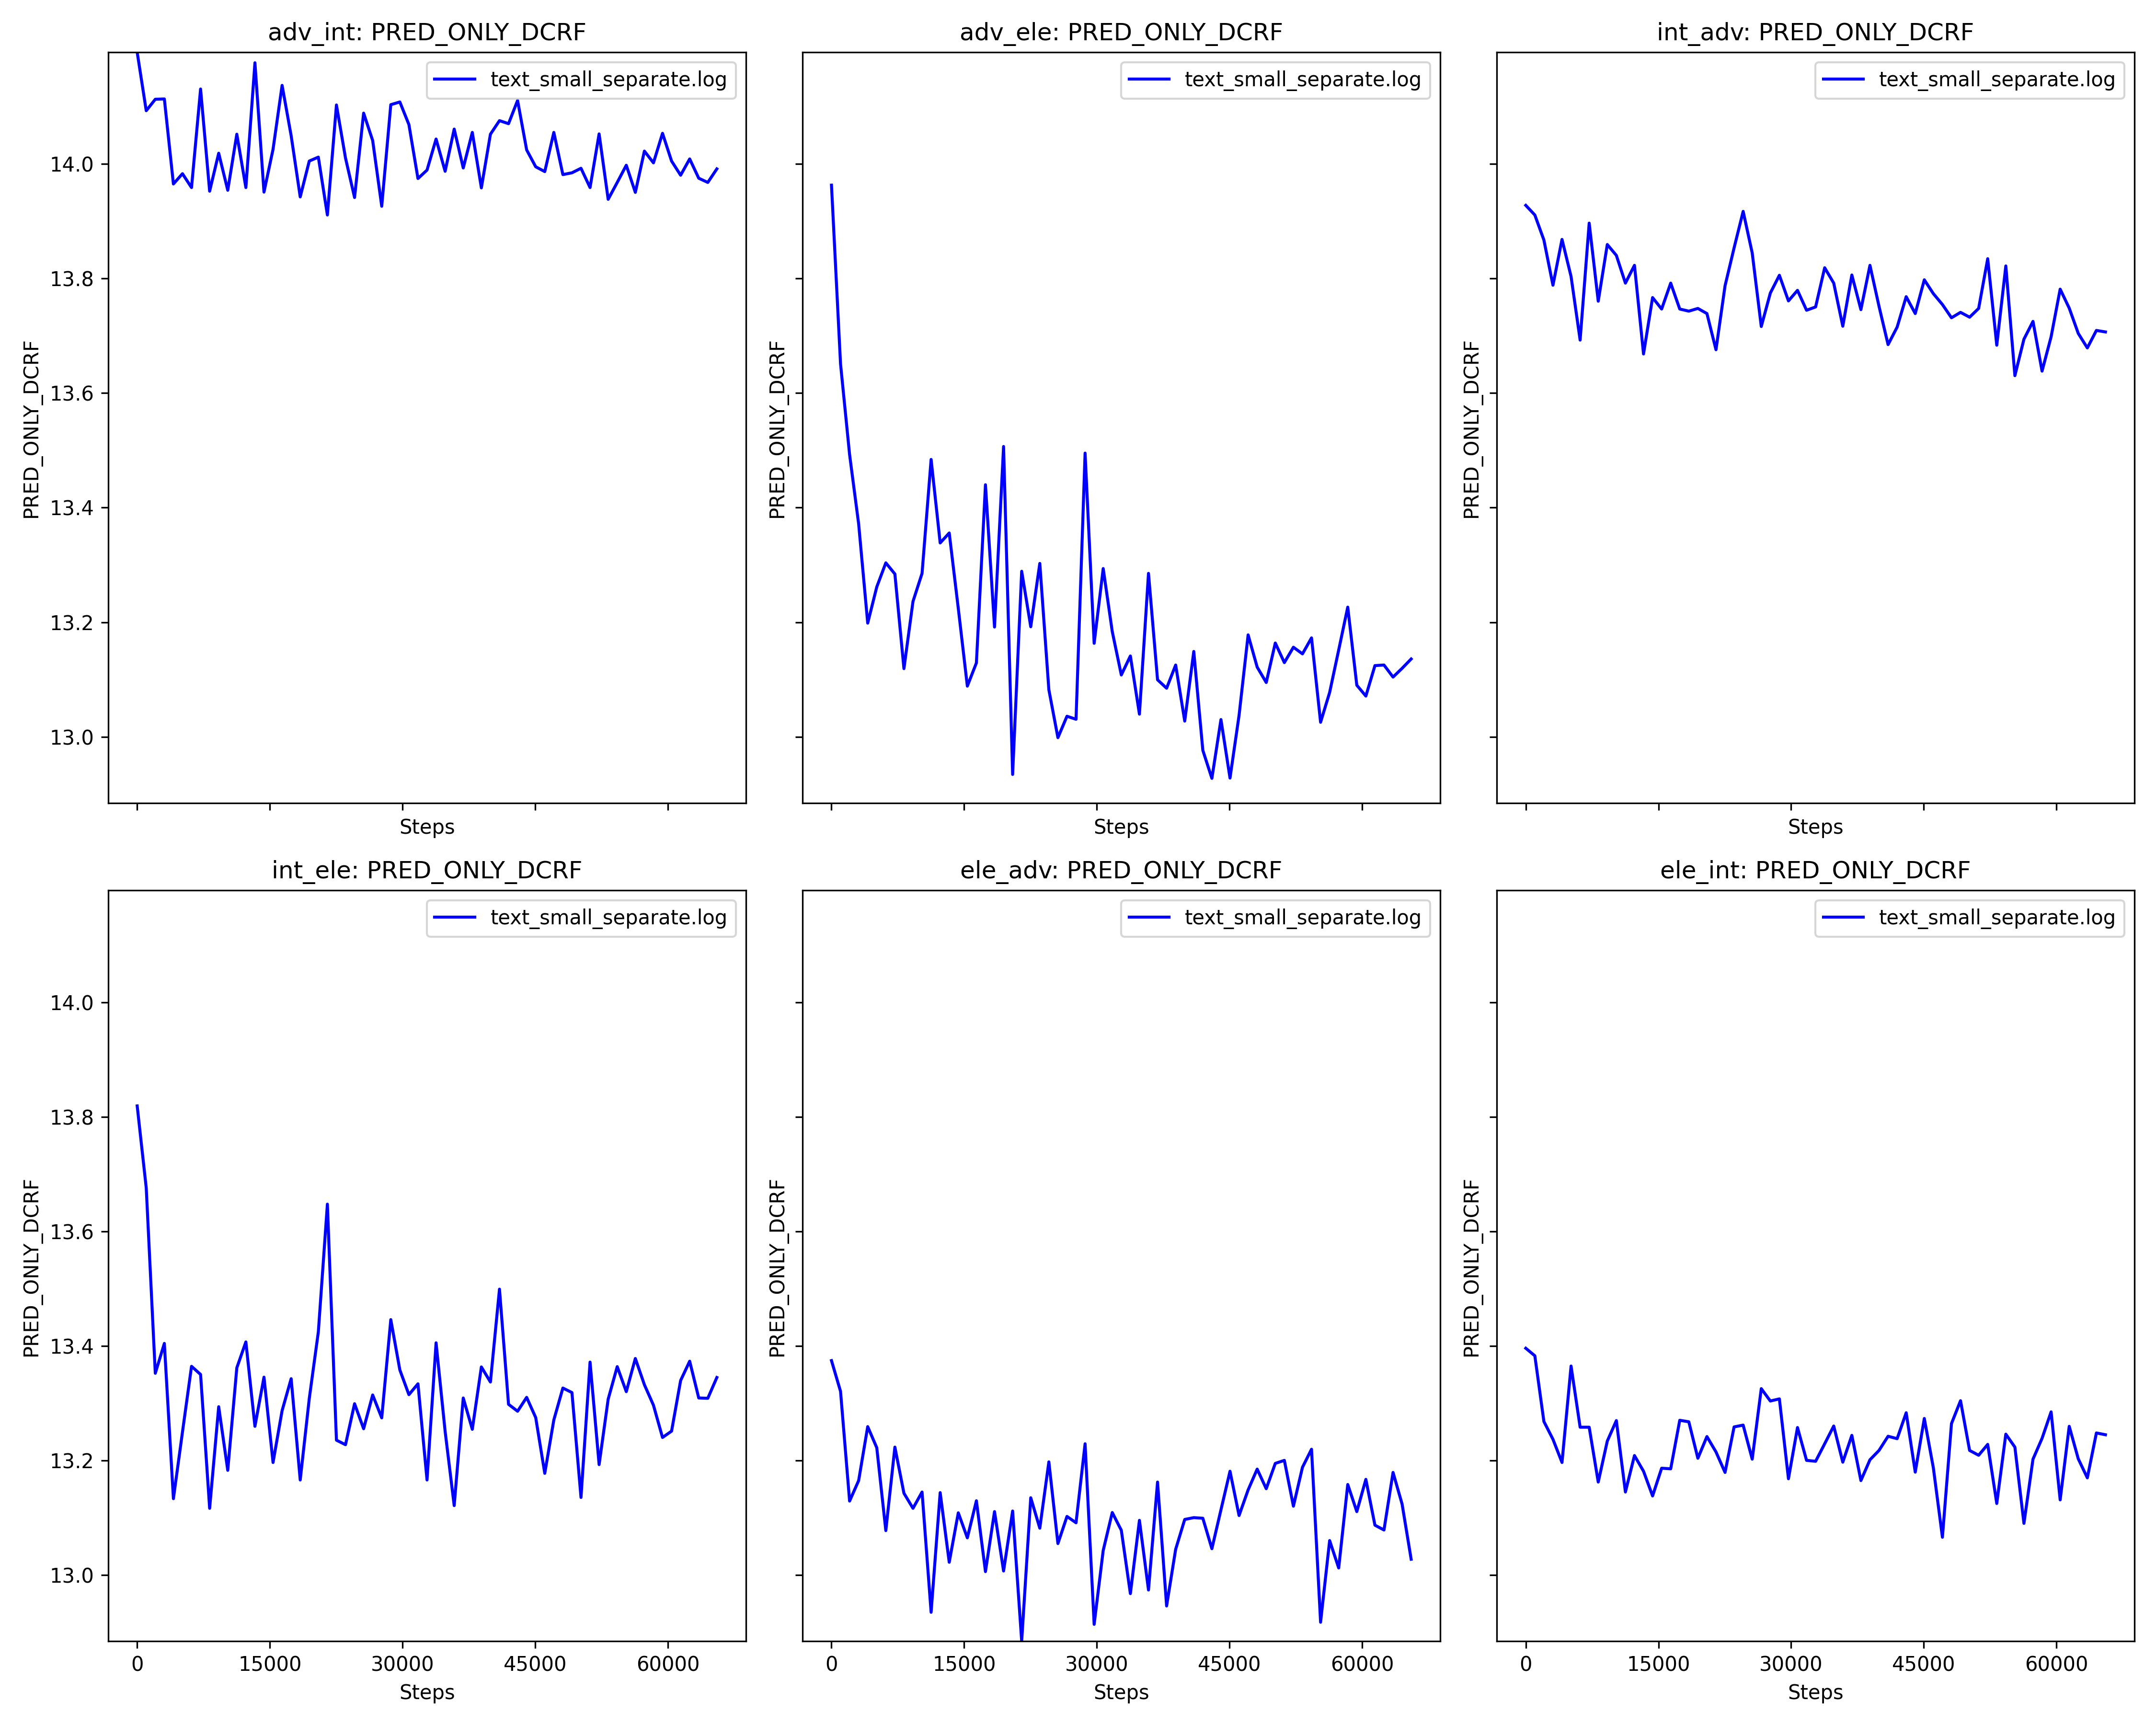 adv_int: PRED_ONLY_DCRF
text_small_separate.log
PRED_ONLY_DCRF
14.0
13.8
13.6
13.4
13.2
13.0
Steps
adv_ele: PRED_ONLY_DCRF
text_small_separate.log
PRED_ONLY_DCRF
Steps
int_adv: PRED_ONLY_DCRF
text_small_separate.log
PRED_ONLY_DCRF
Steps
int_ele: PRED_ONLY_DCRF
text_small_separate.log
PRED_ONLY_DCRF
14.0
13.8
13.6
13.4
13.2
13.0
0 15000 30000 45000 60000
Steps
ele_adv: PRED_ONLY_DCRF
text_small_separate.log
PRED_ONLY_DCRF
0 15000 30000 45000 60000
Steps
ele_int: PRED_ONLY_DCRF
text_small_separate.log
PRED_ONLY_DCRF
0 15000 30000 45000 60000
Steps